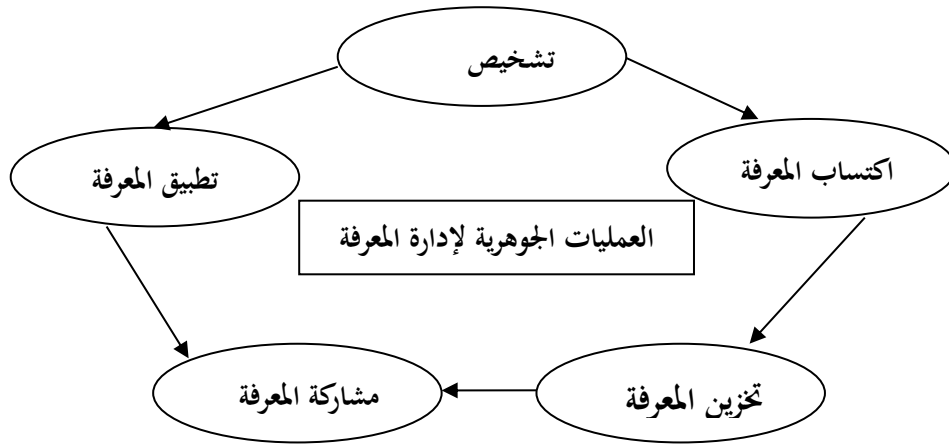 تشخيص
تطبيق المعرفة
اكتساب المعرفة
العمليات الجوهرية لإدارة المعرفة
مشاركة المعرفة
تخزين المعرفة